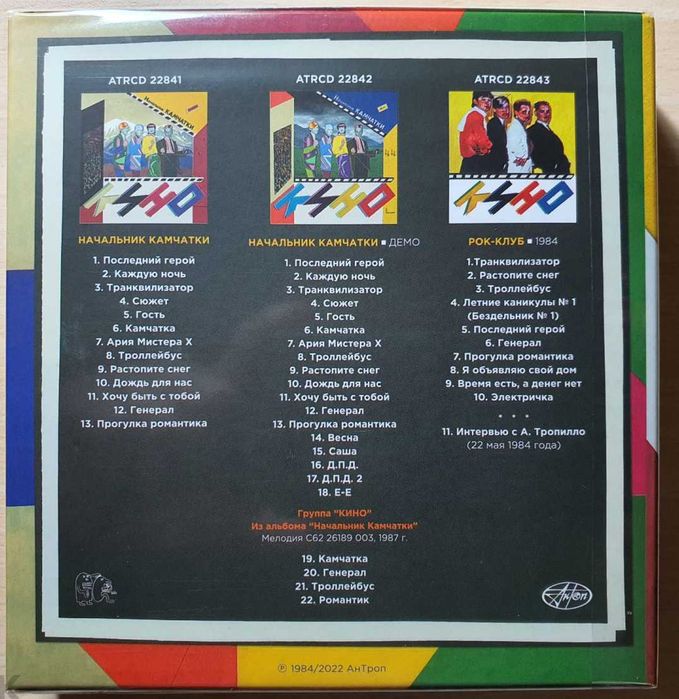 ATRCD 22841
Начальник КАМЧАТКИ
КИНО
НАЧАЛЬНИК КАМЧАТКИ
1. Последний герой
2. Каждую ночь
3. Транквилизатор
4. Сюжет
5. Гость
6. Камчатка
7. Ария Мистера Х
8. Троллейбус
9. Растопите снег
10. Дождь для нас
11. Хочу быть с тобой
12. Генерал
13. Прогулка романтика
ATRCD 22842
Начальник КАМЧАТКИ
КИНО
НАЧАЛЬНИК КАМЧАТКИ ▪ ДЕМО
1. Последний герой
2. Каждую ночь
3. Транквилизатор
4. Сюжет
5. Гость
6. Камчатка
7. Ария Мистера Х
8. Троллейбус
9. Растопите снег
10. Дождь для нас
11. Хочу быть с тобой
12. Генерал
13. Прогулка романтика
14. Весна
15. Саша
16. Д.П.Д.
17. Д.П.Д. 2
18. Е-Е
Группа "КИНО"
Из альбома "Начальник Камчатки"
Мелодия С62 26189 003, 1987 г.
19. Камчатка
20. Генерал
21. Троллейбус
22. Романтик
ATRCD 22843
КИНО
РОК-КЛУБ ▪ 1984
1.Транквилизатор
2. Растопите снег
3. Троллейбус
4. Летние каникулы № 1
(Бездельник № 1)
5. Последний герой
6. Генерал
7. Прогулка романтика
8. Я объявляю свой дом
9. Время есть, а денег нет
10. Электричка
* * *
11. Интервью с А. Тропилло
(22 мая 1984 года)
АнТроп
℗ 1984/2022 АнТроп